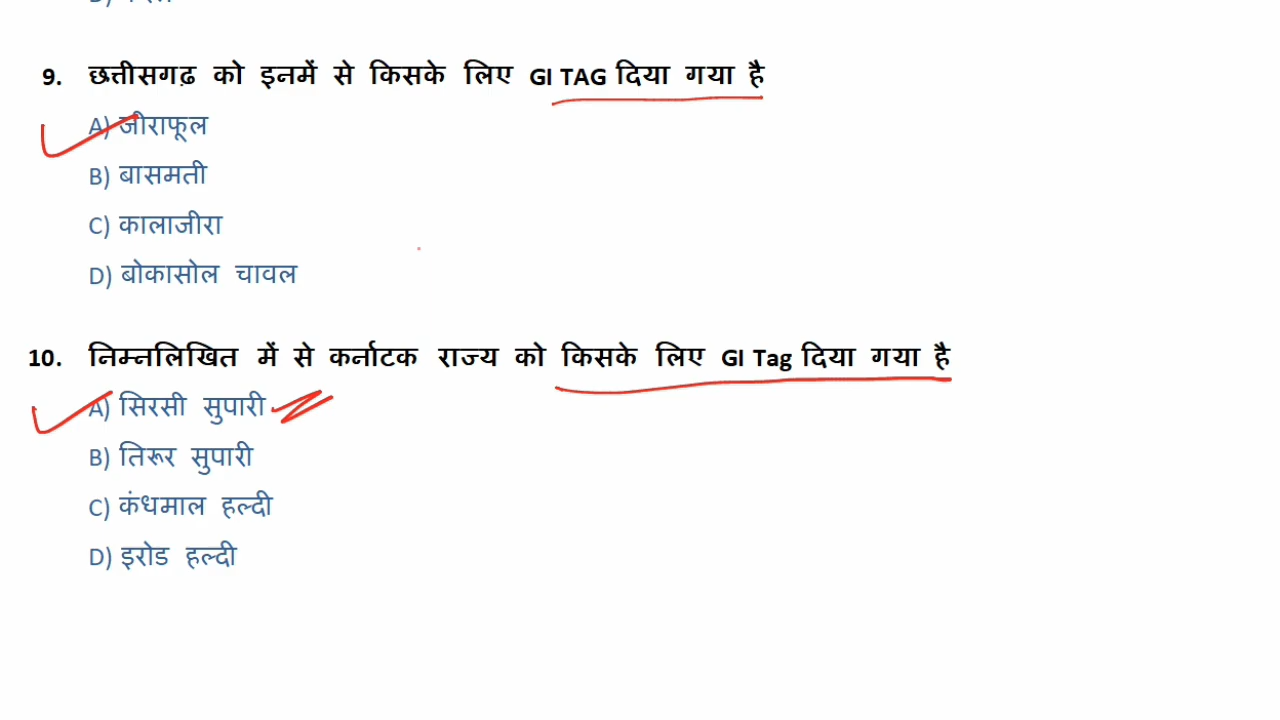 9. छत्तीसगढ़ को इनमें से किसके लिए GI TAG दिया गया है
A) जीराफूल
B) बासमती
C) कालाजीरा
D) बोकासोल चावल
10. निम्नलिखित में से कर्नाटक राज्य को किसके लिए GI Tag दिया गया है
A) सिरसी सुपारी
B) तिरूर सुपारी
C) कंधमाल हल्दी
D) इरोड हल्दी